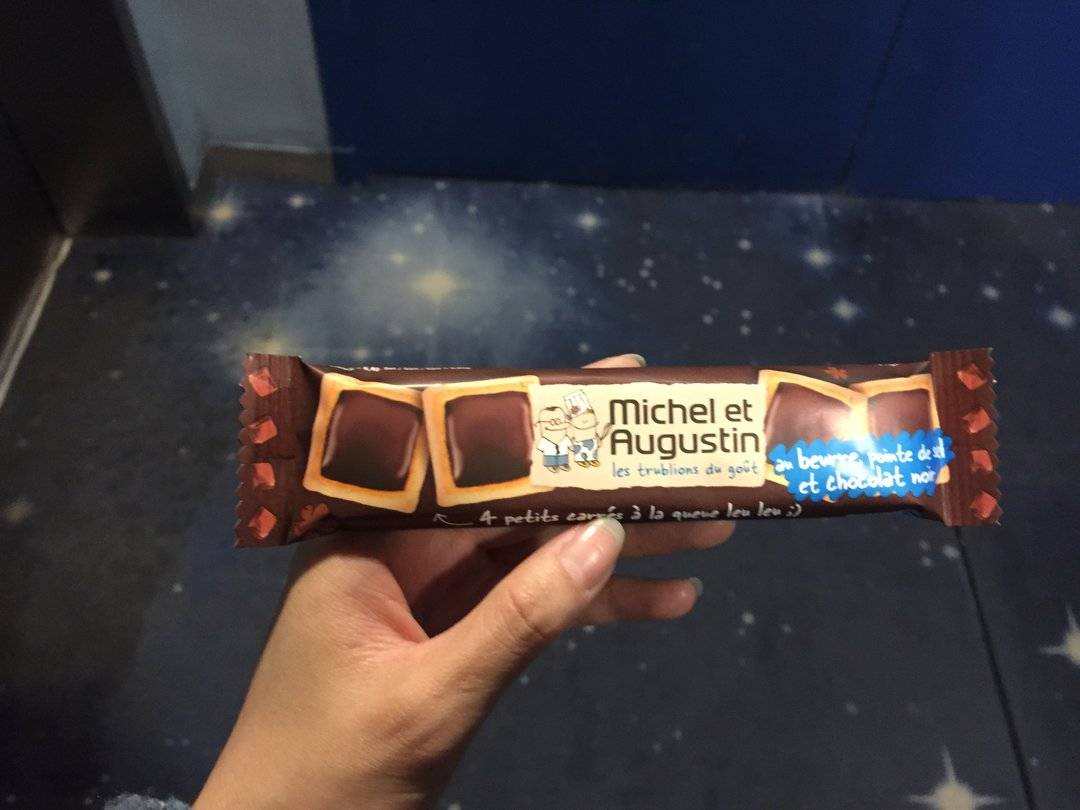 Michel et
Augustin
les trublions du goût
au beurre, pointe de sel
et chocolat noir
4 petits carrés à la queue leu leu ;)